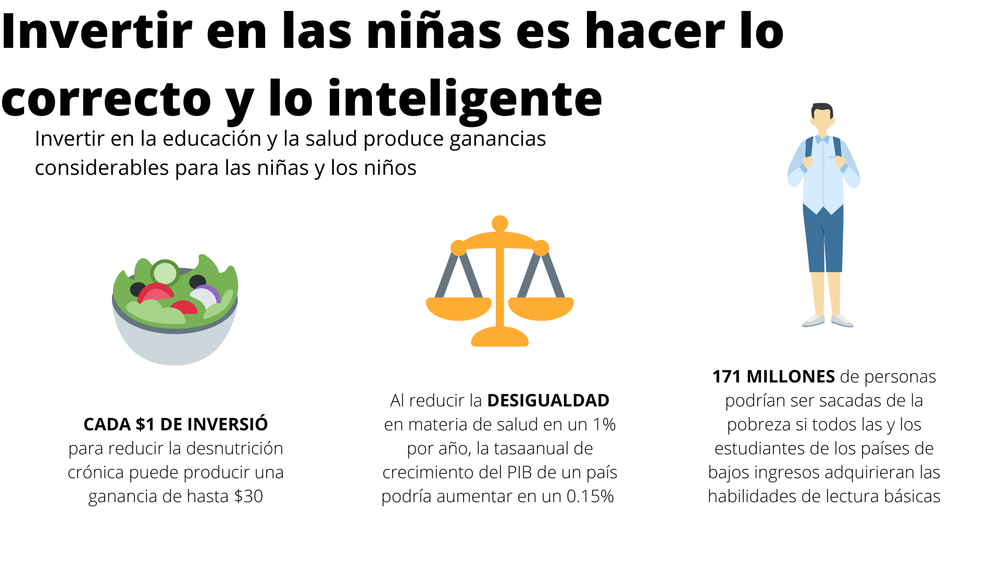 Invertir en las niñas es hacer lo
correcto y lo inteligente
Invertir en la educación y la salud produce ganancias
considerables para las niñas y los niños
CADA $1 DE INVERSIÓ
para reducir la desnutrición
crónica puede producir una
ganancia de hasta $30
Al reducir la DESIGUALDAD
en materia de salud en un 1%
por año, la tasaanual de
crecimiento del PIB de un país
podría aumentar en un 0.15%
171 MILLONES de personas
podrían ser sacadas de la
pobreza si todos las y los
estudiantes de los países de
bajos ingresos adquirieran las
habilidades de lectura básicas